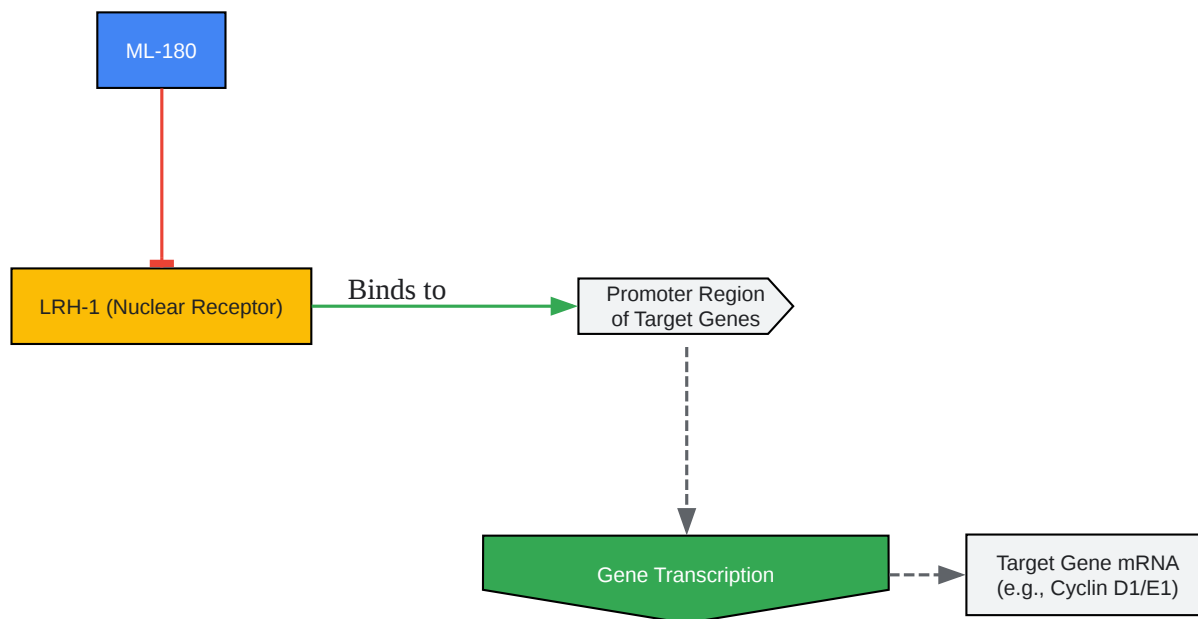 ML-180
LRH-1 (Nuclear Receptor)
Binds to
Promoter Region
of Target Genes
Gene Transcription
Target Gene mRNA
(e.g., Cyclin D1/E1)